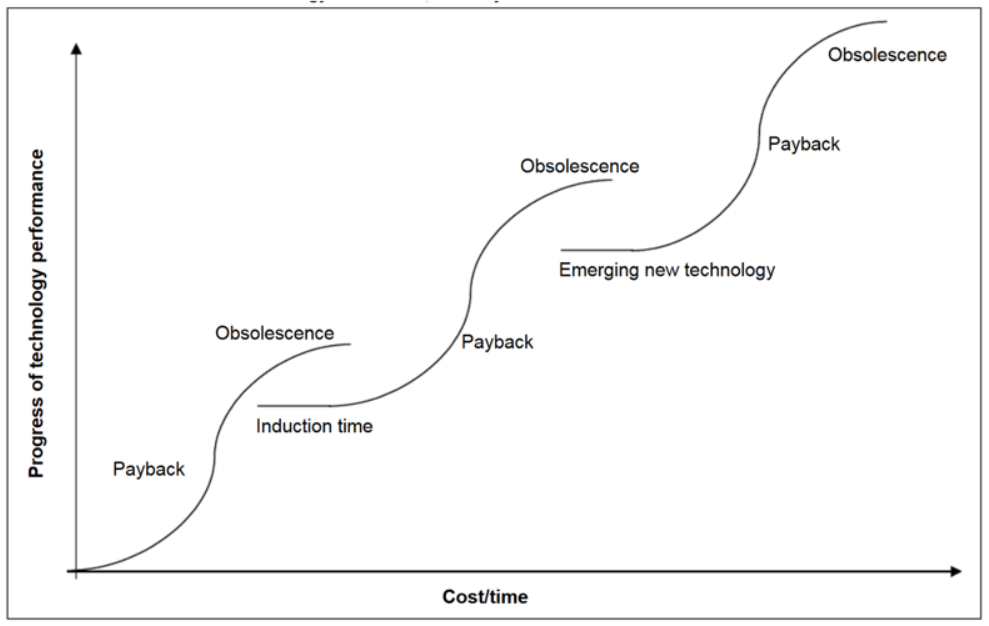 Obsolescence
Payback
Obsolescence
Emerging new technology
Payback
Obsolescence
Induction time
Payback
Progress of technology performance
Cost/time